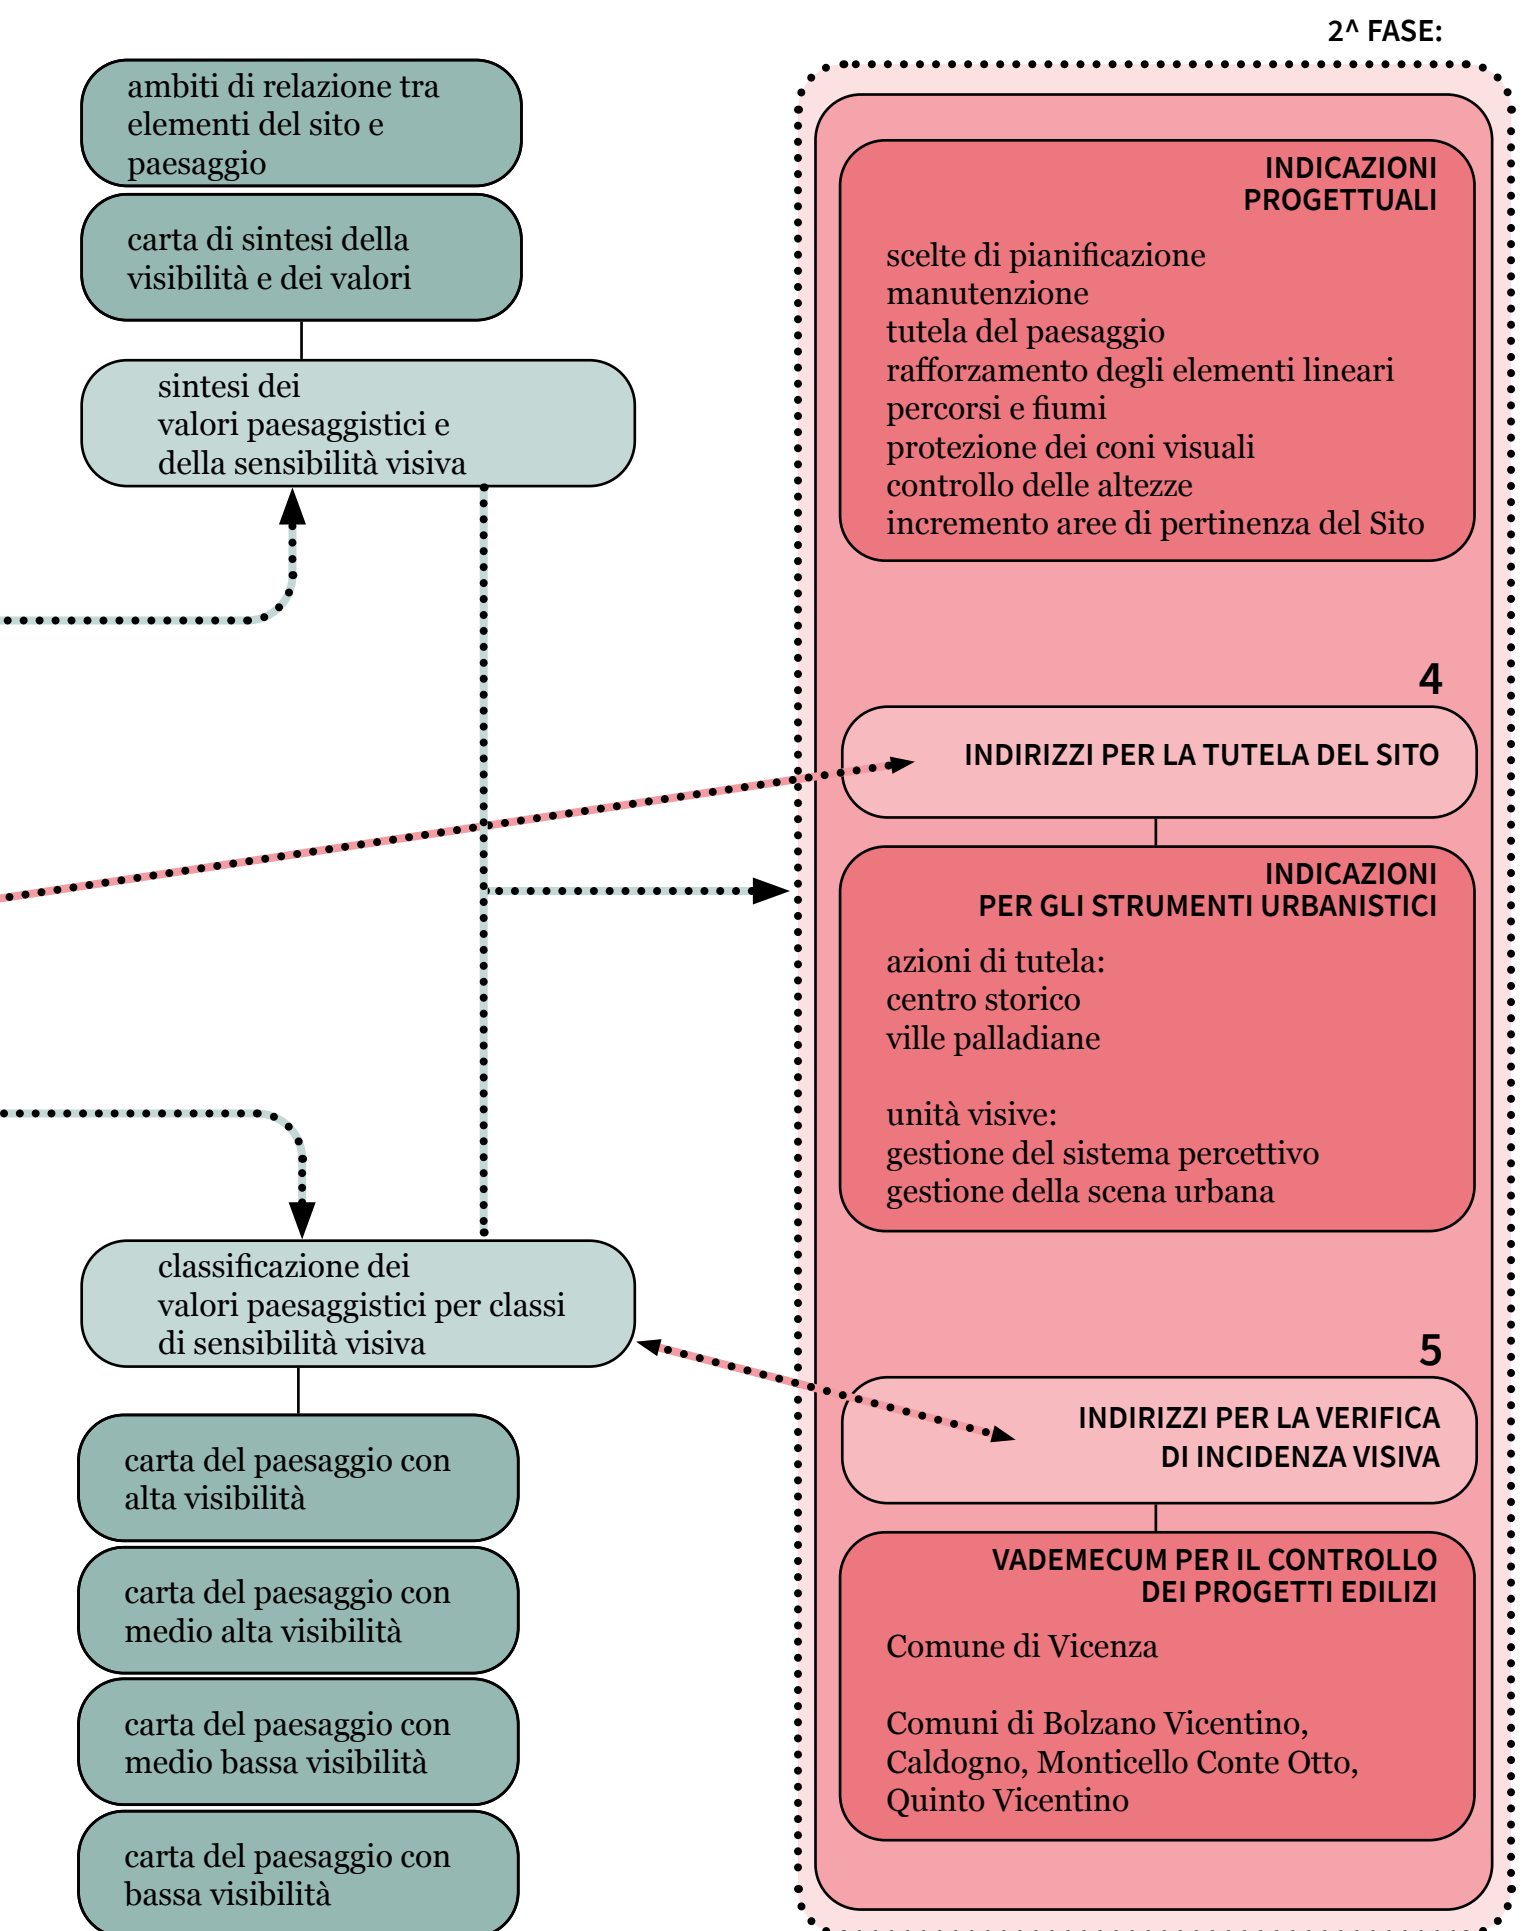 2^ FASE:
ambiti di relazione tra
elementi del sito e
paesaggio
carta di sintesi della
visibilità e dei valori
sintesi dei
valori paesaggistici e
della sensibilità visiva
classificazione dei
valori paesaggistici per classi
di sensibilità visiva
carta del paesaggio con
alta visibilità
carta del paesaggio con
medio alta visibilità
carta del paesaggio con
medio bassa visibilità
carta del paesaggio con
bassa visibilità
INDICAZIONI
PROGETTUALI
scelte di pianificazione
manutenzione
tutela del paesaggio
rafforzamento degli elementi lineari
percorsi e fiumi
protezione dei coni visuali
controllo delle altezze
incremento aree di pertinenza del Sito
4
INDIRIZZI PER LA TUTELA DEL SITO
INDICAZIONI
PER GLI STRUMENTI URBANISTICI
azioni di tutela:
centro storico
ville palladiane
unità visive:
gestione del sistema percettivo
gestione della scena urbana
5
INDIRIZZI PER LA VERIFICA
DI INCIDENZA VISIVA
VADEMECUM PER IL CONTROLLO
DEI PROGETTI EDILIZI
Comune di Vicenza
Comuni di Bolzano Vicentino,
Caldogno, Monticello Conte Otto,
Quinto Vicentino